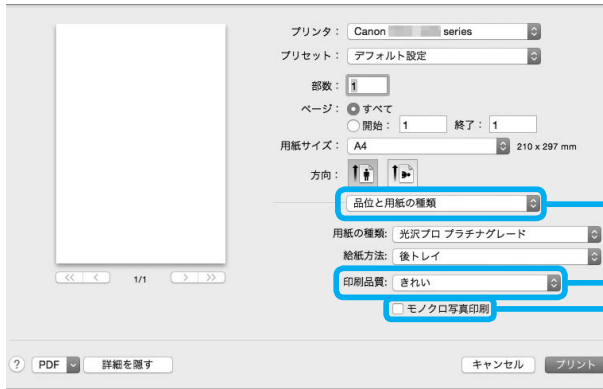 プリンタ： Canon series
プリセット： デフォルト設定
部数： 1
ページ： すべて
開始： 1 終了： 1
用紙サイズ： A4 210 x 297 mm
方向：
品位と用紙の種類
用紙の種類: 光沢プロ プラチナグレード
給紙方法: 後トレイ
印刷品質: きれい
モノクロ写真印刷
<< < 1/1 > >>
? PDF 詳細を隠す キャンセル プリント